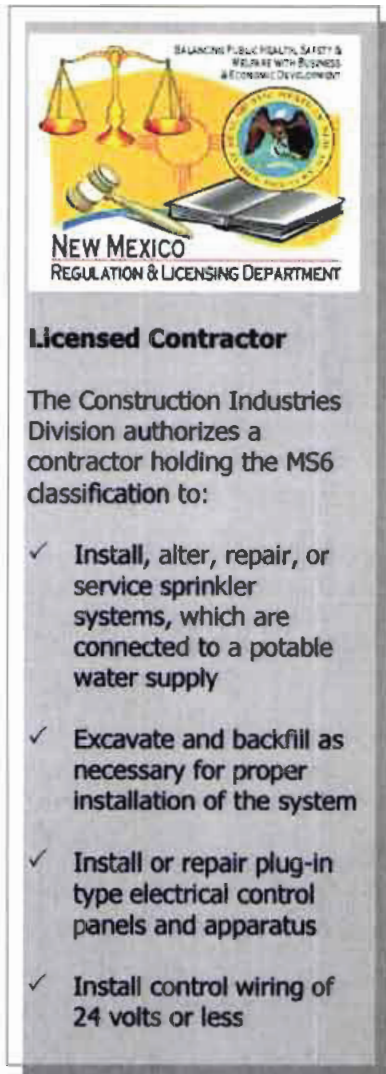 BALANCING PUBLIC HEALTH, SAFETY &
WELFARE WITH BUSINESS
& ECONOMIC DEVELOPMENT
NEW MEXICO
REGULATION & LICENSING DEPARTMENT
Licensed Contractor
The Construction Industries
Division authorizes a
contractor holding the MS6
classification to:
✓ Install, alter, repair, or
service sprinkler
systems, which are
connected to a potable
water supply
✓ Excavate and backfill as
necessary for proper
installation of the system
✓ Install or repair plug-in
type electrical control
panels and apparatus
✓ Install control wiring of
24 volts or less